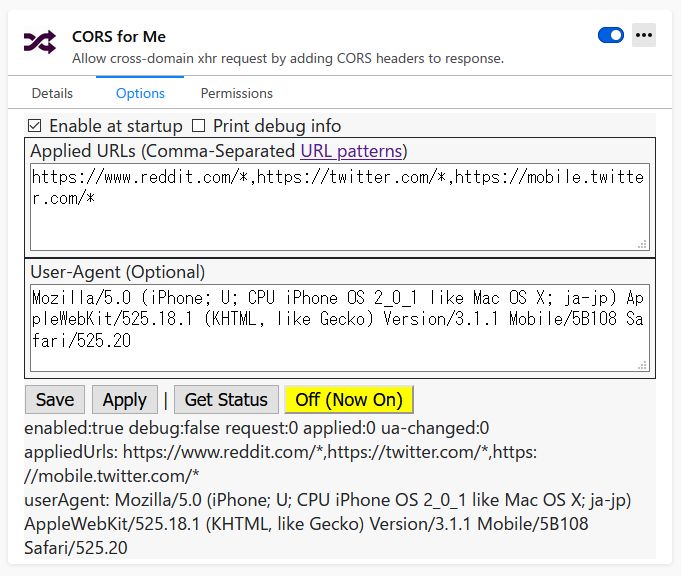 CORS for Me
Allow cross-domain xhr request by adding CORS headers to response.
Details Options Permissions
Enable at startup Print debug info
Applied URLs (Comma-Separated URL patterns)
https://www.reddit.com/*,https://twitter.com/*,https://mobile.twitte
r.com/*
User-Agent (Optional)
Mozilla/5.0 (iPhone; U; CPU iPhone OS 2_0_1 like Mac OS X; ja-jp) Ap
pleWebKit/525.18.1 (KHTML, like Gecko) Version/3.1.1 Mobile/5B108 Sa
fari/525.20
Save Apply | Get Status Off (Now On)
enabled:true debug:false request:0 applied:0 ua-changed:0
appliedUrls: https://www.reddit.com/*,https://twitter.com/*,https:
//mobile.twitter.com/*
userAgent: Mozilla/5.0 (iPhone; U; CPU iPhone OS 2_0_1 like Mac OS X; ja-jp)
AppleWebKit/525.18.1 (KHTML, like Gecko) Version/3.1.1 Mobile/5B108
Safari/525.20